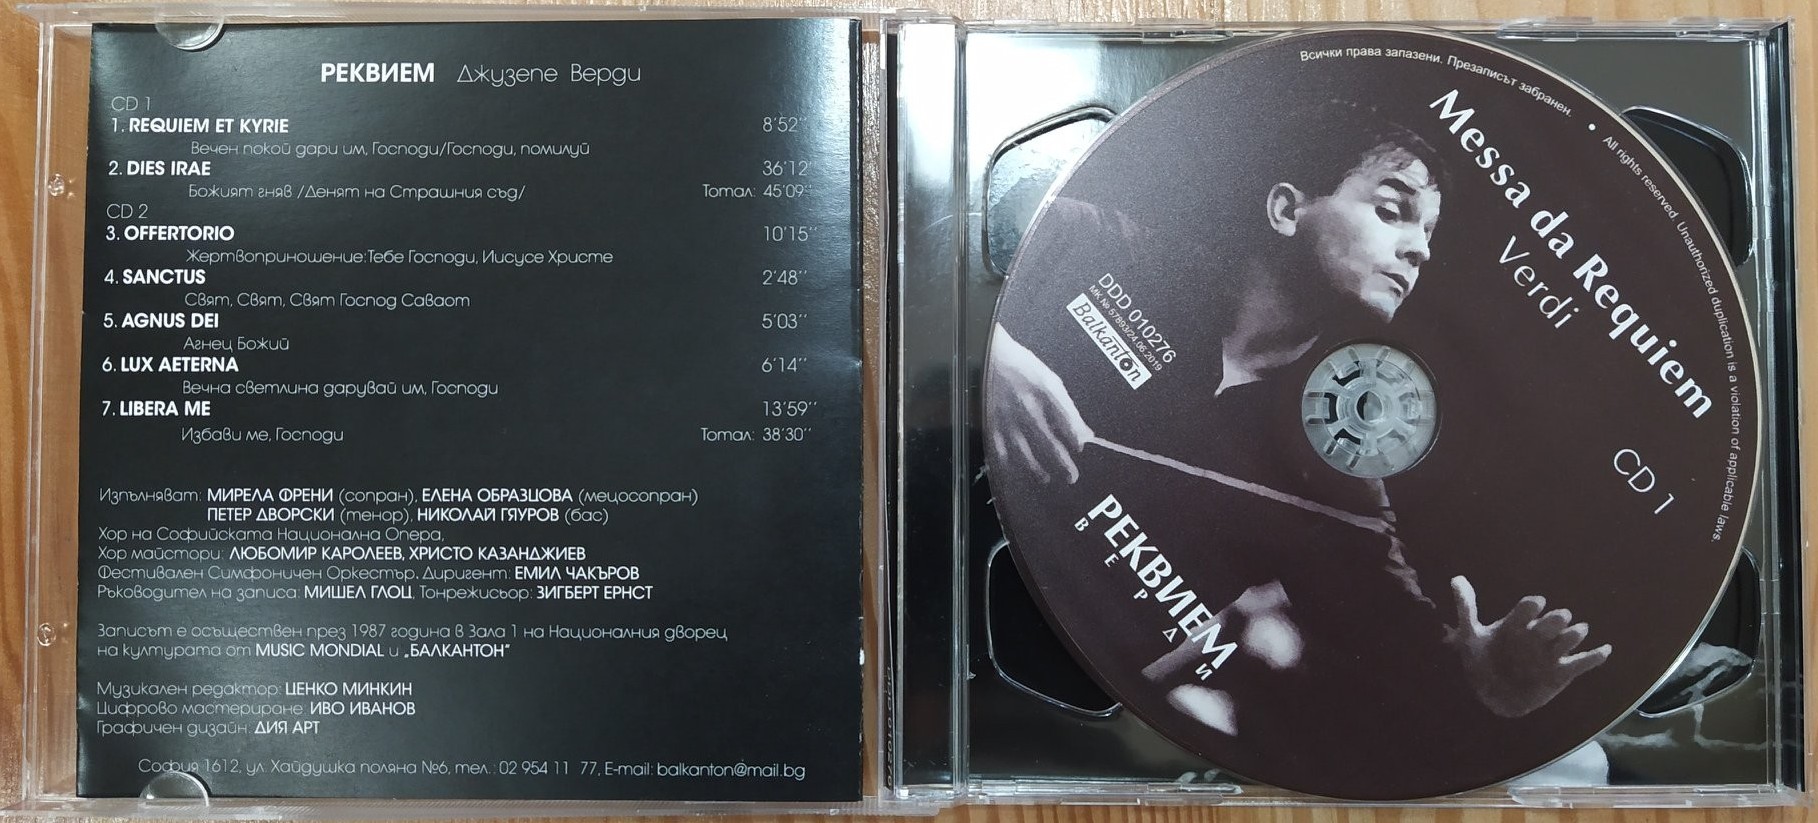 РЕКВИЕМ Джузепе Верди
CD 1
1. REQUIEM ET KYRIE 8'52''
Вечен покой дари им, Господи/Господи, помилуй
2. DIES IRAE 36'12''
Божият гняв /Денят на Страшния съд/ Тотал: 45'09''
CD 2
3. OFFERTORIO 10'15''
Жертвоприношение:Тебе Господи, Иисусе Христе
4. SANCTUS 2'48''
Свят, Свят, Свят Господ Саваот
5. AGNUS DEI 5'03''
Агнец Божий
6. LUX AETERNA 6'14''
Вечна светлина дарувай им, Господи
7. LIBERA ME 13'59''
Избави ме, Господи Тотал: 38'30''
Изпълняват: МИРЕЛА ФРЕНИ (сопран), ЕЛЕНА ОБРАЗЦОВА (мецосопран)
ПЕТЕР ДВОРСКИ (тенор), НИКОЛАЙ ГЯУРОВ (бас)
Хор на Софийската Национална Опера,
Хор майстори: ЛЮБОМИР КАРОЛЕЕВ, ХРИСТО КАЗАНДЖИЕВ
Фестивален Симфоничен Оркестър. Диригент: ЕМИЛ ЧАКЪРОВ
Ръководител на записа: МИШЕЛ ГЛОЦ, Тонрежисьор: ЗИГБЕРТ ЕРНСТ
Записът е осъществен през 1987 година в Зала 1 на Националния дворец
на културата от MUSIC MONDIAL и „БАЛКАНТОН"
Музикален редактор: ЦЕНКО МИНКИН
Цифрово мастериране: ИВО ИВАНОВ
Графичен дизайн: ДИЯ АРТ
София 1612, ул. Хайдушка поляна №6, тел.: 02 954 11 77, E-mail: balkanton@mail.bg
Всички права запазени. Презаписът забранен. • All rights reserved. Unauthorized duplication is a violation of applicable laws.
Messa da Requiem
Verdi
DDD 010276
МК № 57893/24.06.2019
Balkanton
CD 1
РЕКВИЕМ
ВЕРДИ